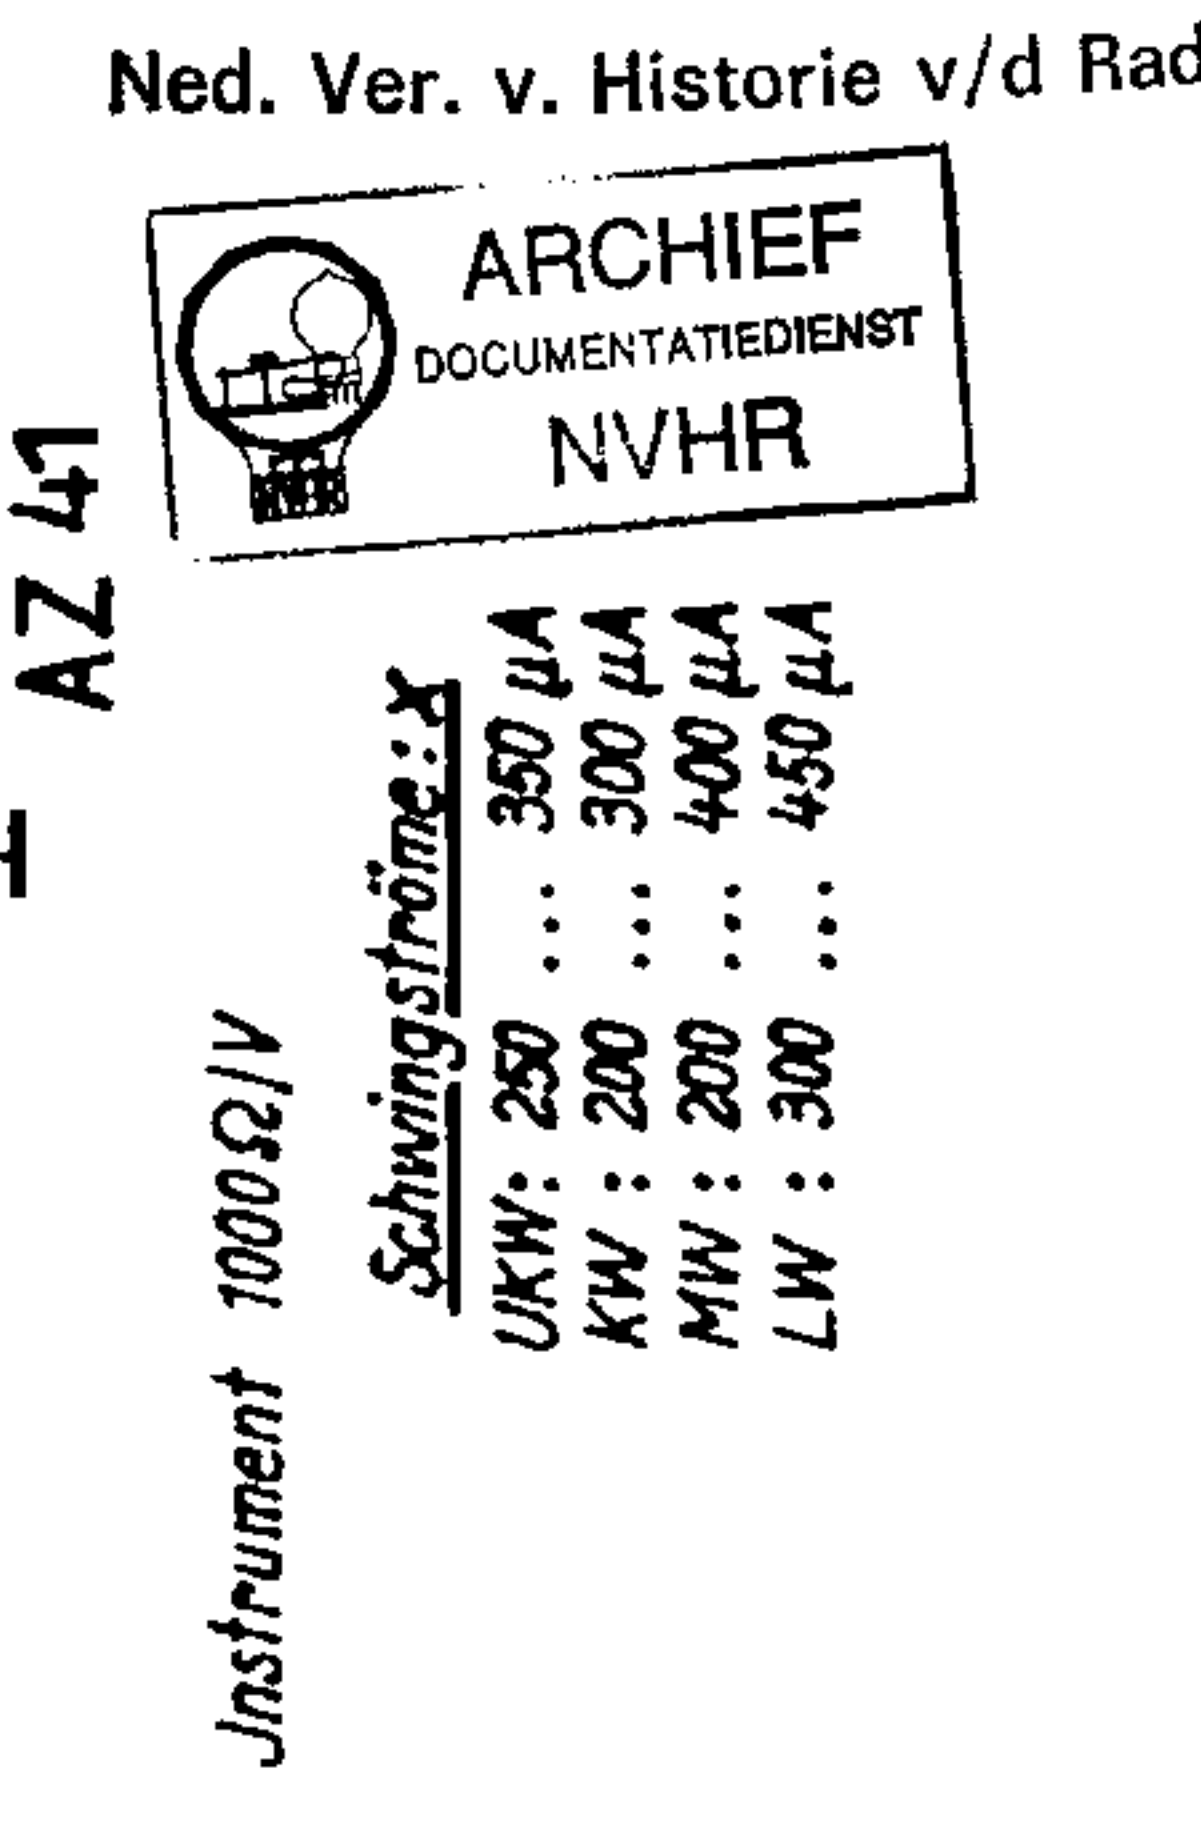 Ned. Ver. v. Historie v/d Rad
ARCHIEF
DOCUMENTATIEDIENST
NVHR
AZ 41
Instrument 1000Ω/V
Schwingströme: X
UKW: 250 ... 350 µA
KW : 200 ... 300 µA
MW : 200 ... 400 µA
LW : 300 ... 450 µA